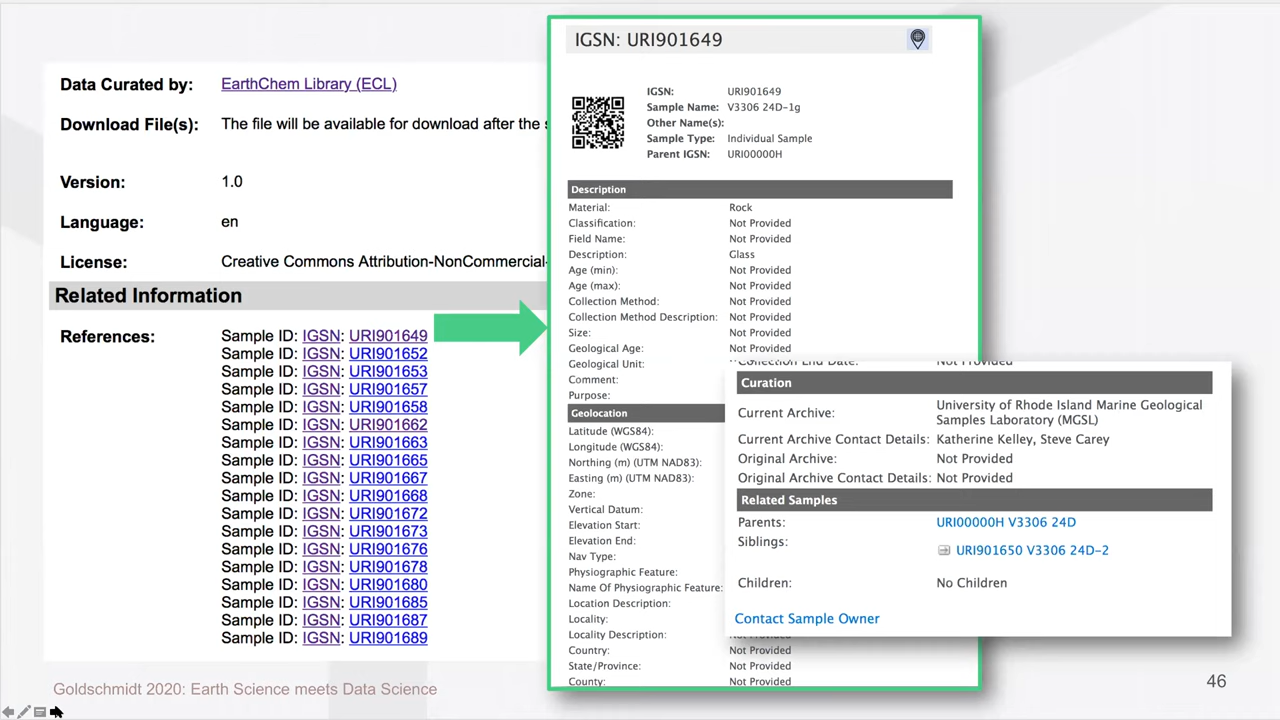 Data Curated by: EarthChem Library (ECL)
Download File(s): The file will be available for download after the
Version: 1.0
Language: en
License: Creative Commons Attribution-NonCommercial-
Related Information
References: Sample ID: IGSN: URI901649
Sample ID: IGSN: URI901652
Sample ID: IGSN: URI901653
Sample ID: IGSN: URI901657
Sample ID: IGSN: URI901658
Sample ID: IGSN: URI901662
Sample ID: IGSN: URI901663
Sample ID: IGSN: URI901665
Sample ID: IGSN: URI901667
Sample ID: IGSN: URI901668
Sample ID: IGSN: URI901672
Sample ID: IGSN: URI901673
Sample ID: IGSN: URI901676
Sample ID: IGSN: URI901678
Sample ID: IGSN: URI901680
Sample ID: IGSN: URI901685
Sample ID: IGSN: URI901687
Sample ID: IGSN: URI901689
IGSN: URI901649
IGSN: URI901649
Sample Name: V3306 24D-1g
Other Name(s):
Sample Type: Individual Sample
Parent IGSN: URI00000H
Description
Material: Rock
Classification: Not Provided
Field Name: Not Provided
Description: Glass
Age (min): Not Provided
Age (max): Not Provided
Collection Method: Not Provided
Collection Method Description: Not Provided
Size: Not Provided
Geological Age: Not Provided
Geological Unit:
Comment:
Purpose:
Geolocation
Latitude (WGS84):
Longitude (WGS84):
Northing (m) (UTM NAD83):
Easting (m) (UTM NAD83):
Zone:
Vertical Datum:
Elevation Start:
Elevation End:
Nav Type:
Physiographic Feature:
Name Of Physiographic Feature:
Location Description:
Locality:
Locality Description: Not Provided
Country: Not Provided
State/Province: Not Provided
County: Not Provided
Collection End Date: Not Provided
Curation
Current Archive: University of Rhode Island Marine Geological
Samples Laboratory (MGSL)
Current Archive Contact Details: Katherine Kelley, Steve Carey
Original Archive: Not Provided
Original Archive Contact Details: Not Provided
Related Samples
Parents: URI00000H V3306 24D
Siblings:
URI901650 V3306 24D-2
Children: No Children
Contact Sample Owner
Goldschmidt 2020: Earth Science meets Data Science
46